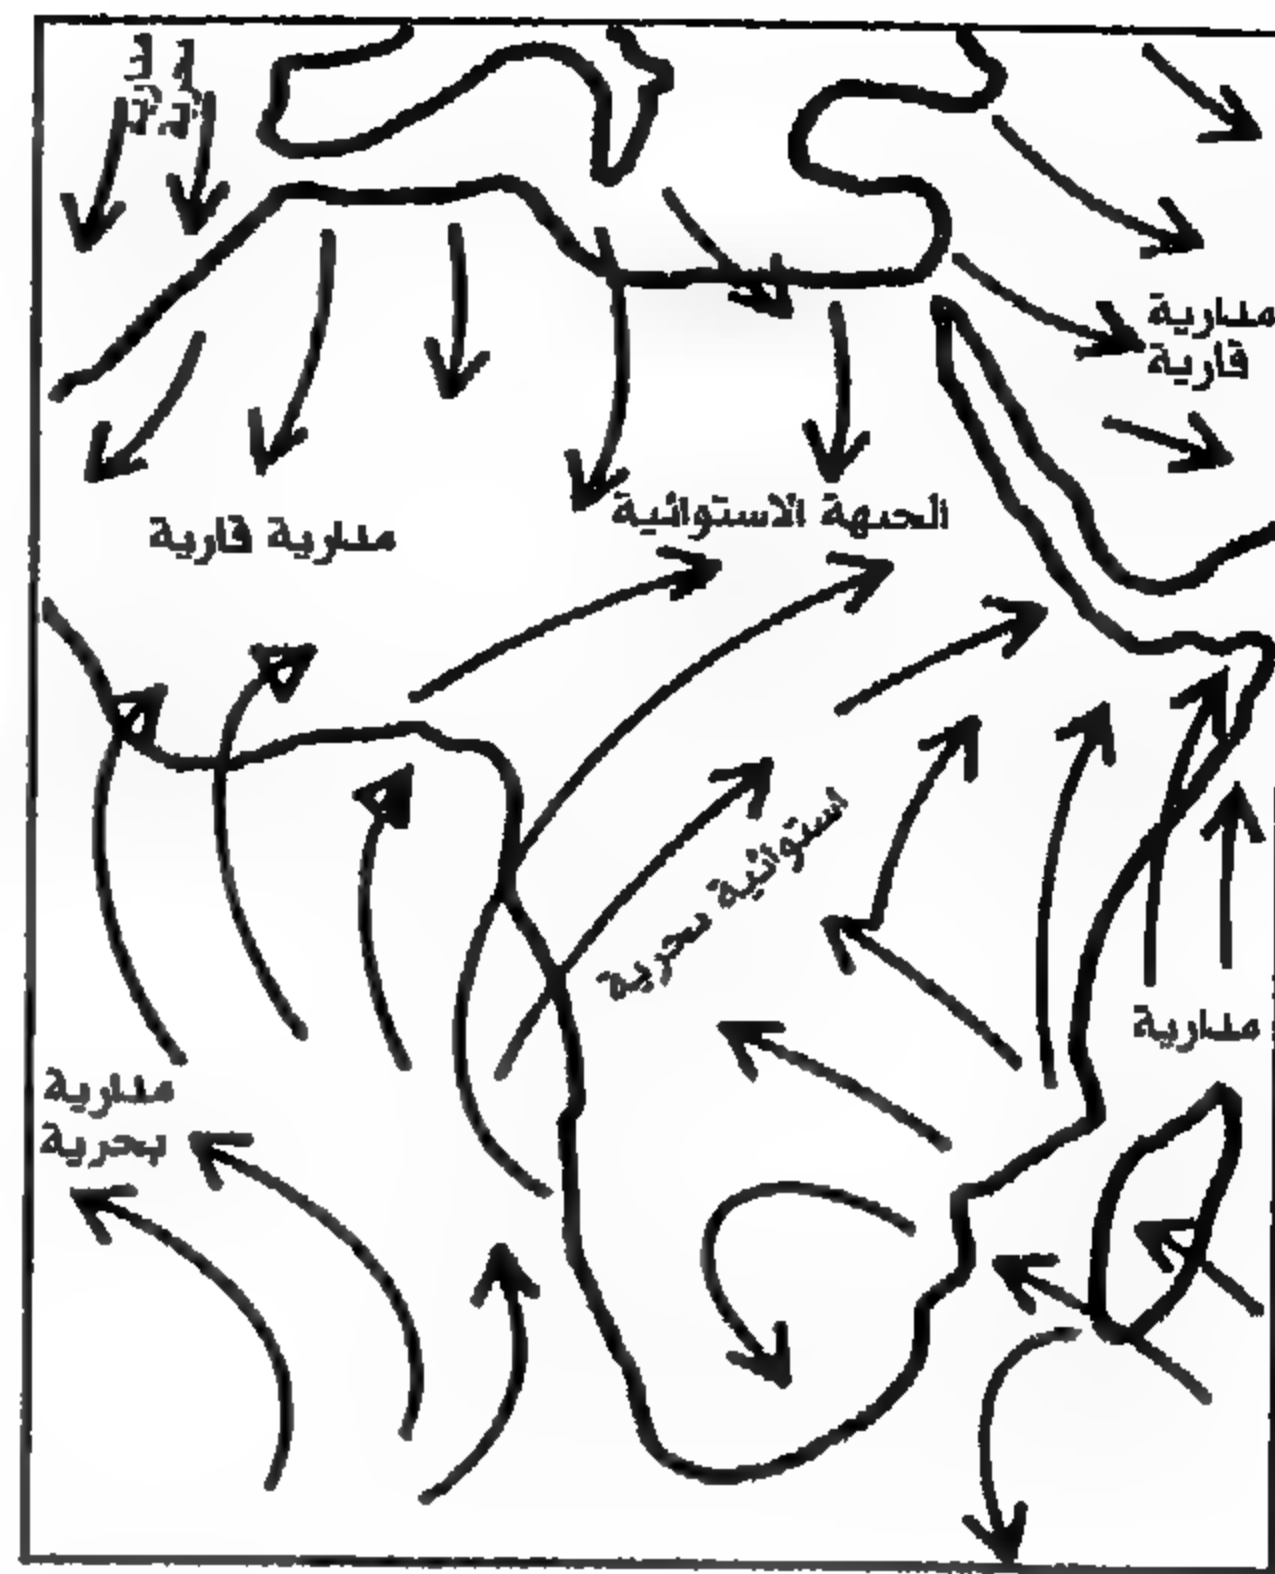 مدارية
قارية
مدارية قارية
الجبهة الاستوائية
استوائية بحرية
مدارية
مدارية
بحرية